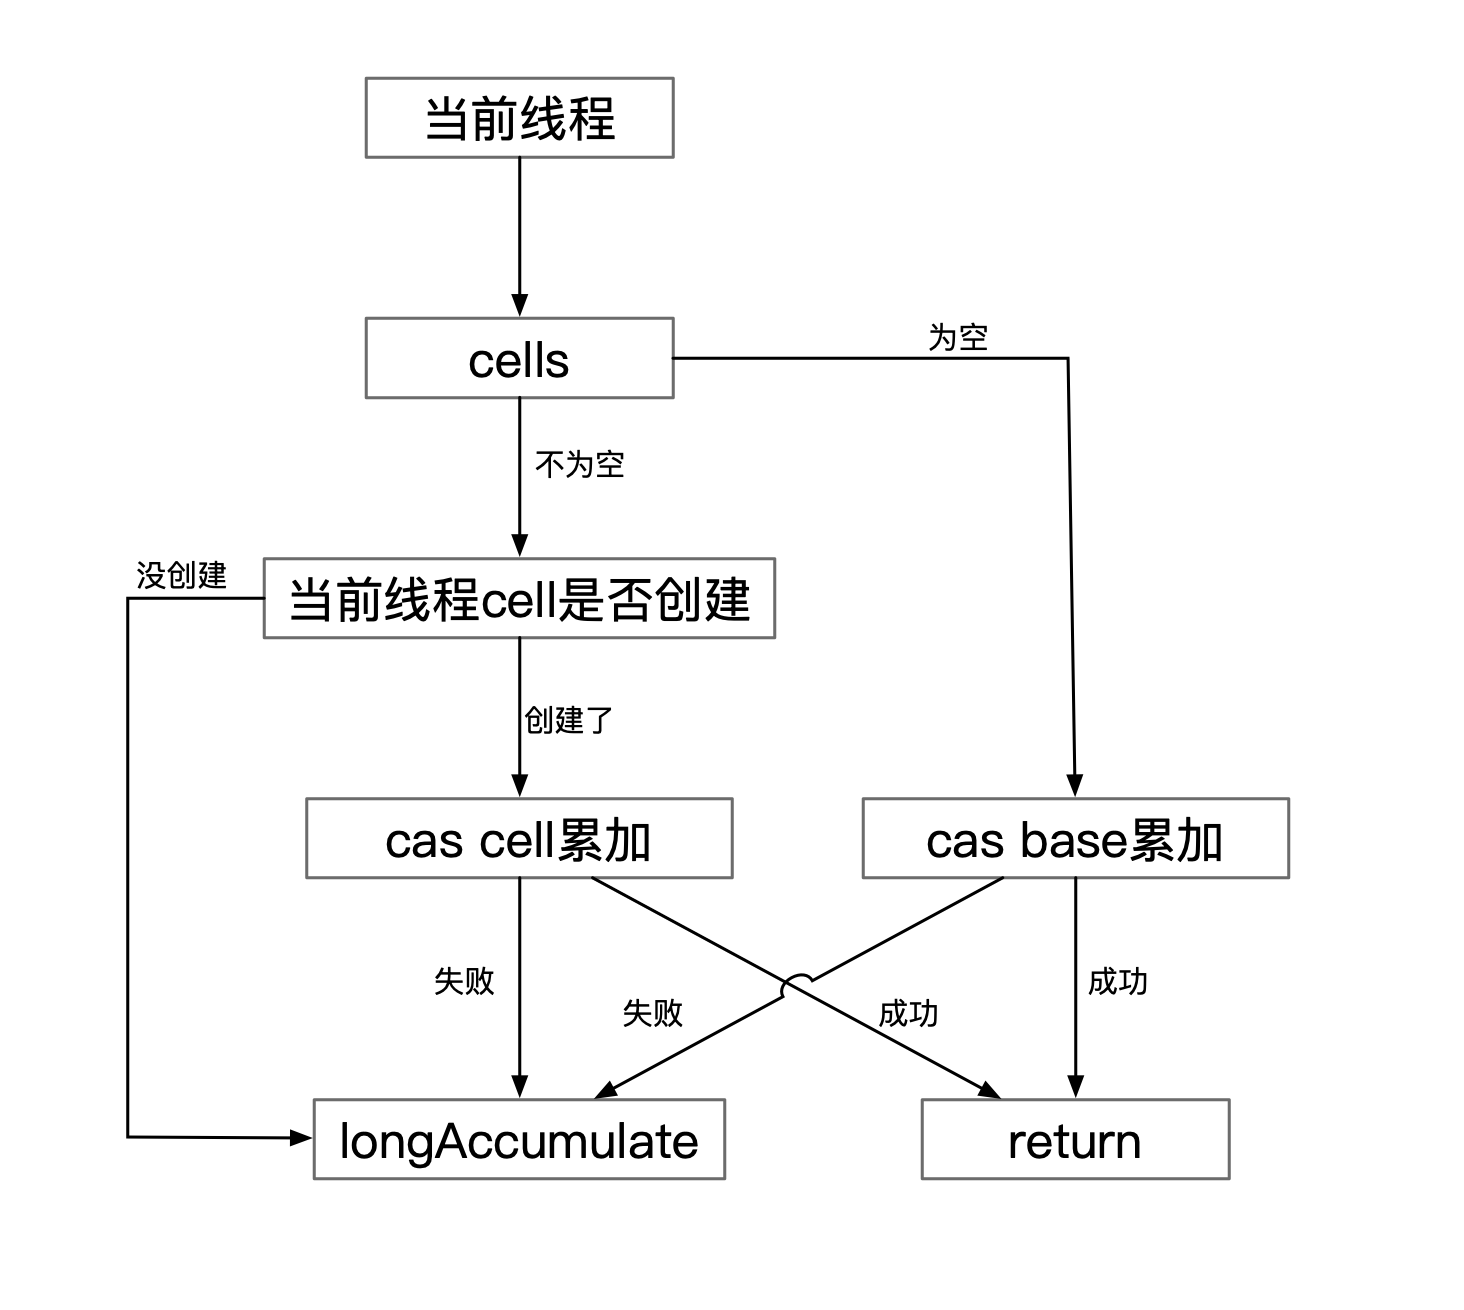 当前线程
为空
cells
不为空
没创建
当前线程cell是否创建
创建了
cas cell累加
cas base累加
失败
成功
失败
成功
longAccumulate
return